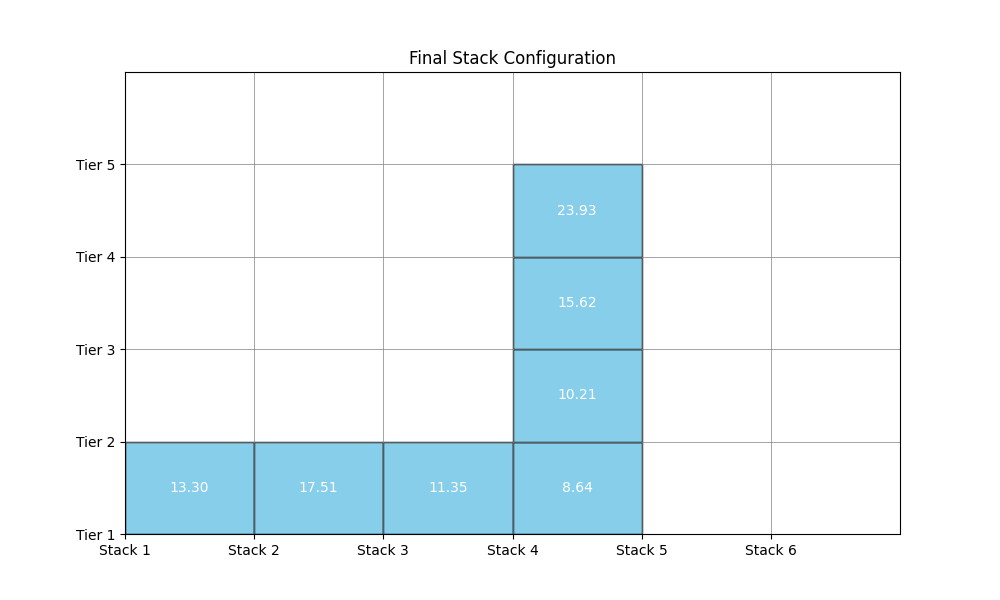 Final Stack Configuration
Tier 5
23.93
Tier 4
15.62
Tier 3
10.21
Tier 2
13.30 17.51 11.35 8.64
Tier 1
Stack 1 Stack 2 Stack 3 Stack 4 Stack 5 Stack 6